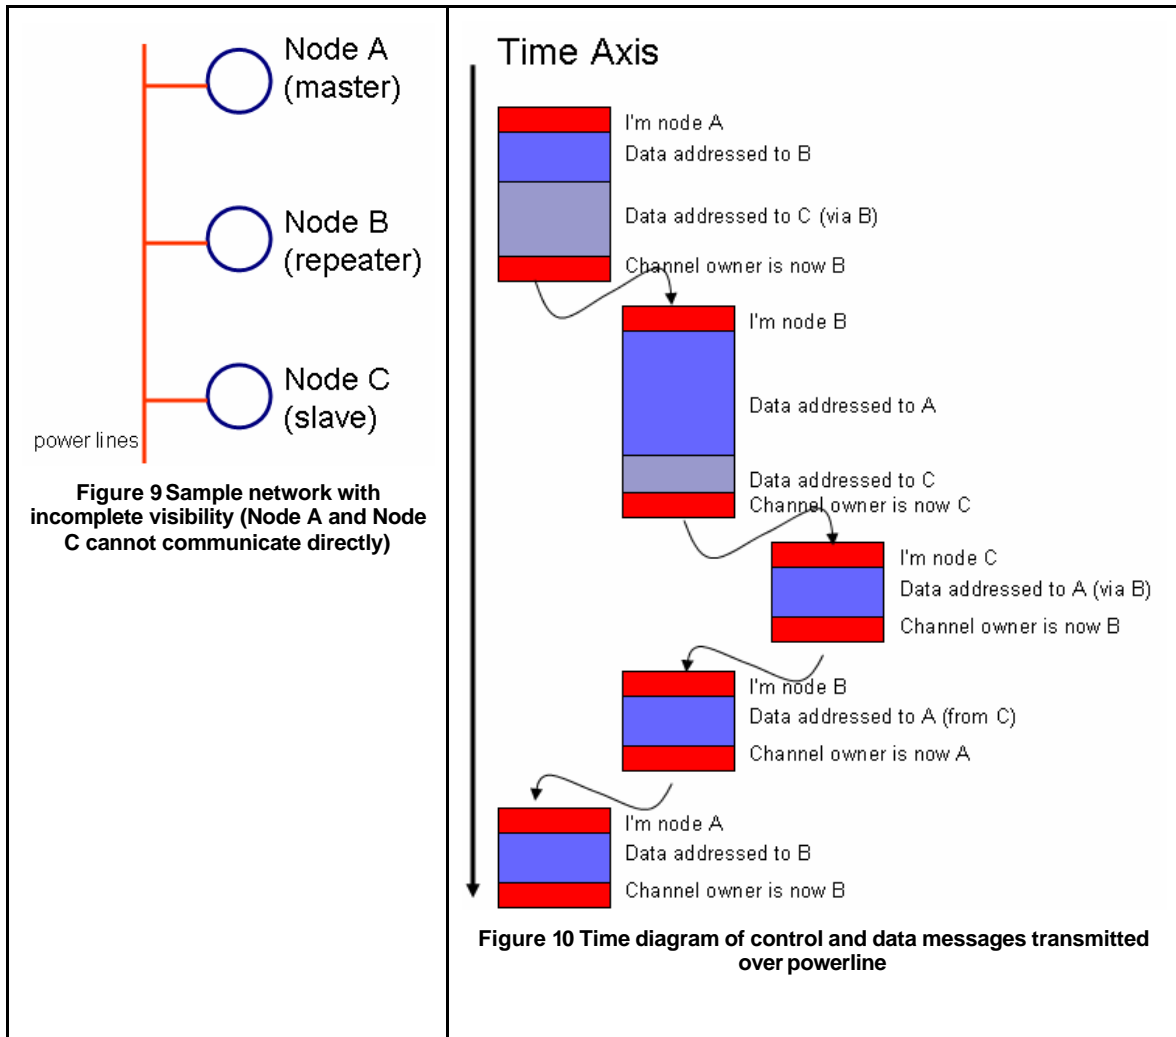 Node A
(master)
Node B
(repeater)
Node C
(slave)
power lines
Figure 9 Sample network with
incomplete visibility (Node A and Node
C cannot communicate directly)
Time Axis
I'm node A
Data addressed to B
Data addressed to C (via B)
Channel owner is now B
I'm node B
Data addressed to A
Data addressed to C
Channel owner is now C
I'm node C
Data addressed to A (via B)
Channel owner is now B
I'm node B
Data addressed to A (from C)
Channel owner is now A
I'm node A
Data addressed to B
Channel owner is now B
Figure 10 Time diagram of control and data messages transmitted
over powerline